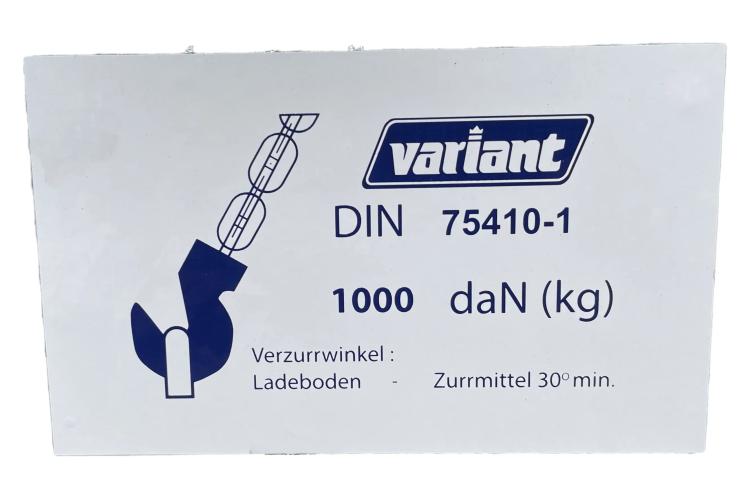 variant
DIN 75410-1
1000 daN (kg)
Verzurrwinkel :
Ladeboden - Zurrmittel 30° min.